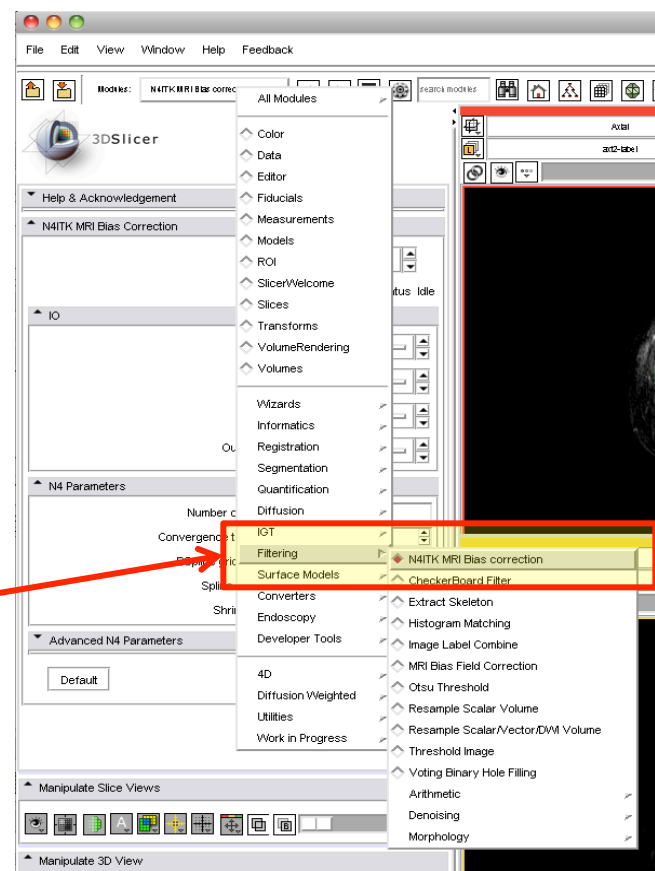 File Edit View Window Help Feedback
Modules: N4ITK MRI Bias correc
search modules
3DSlicer
Help & Acknowledgement
N4ITK MRI Bias Correction
tus Idle
IO
Ou
N4 Parameters
Number o
Convergence t
BSpline grid
Spli
Shri
Advanced N4 Parameters
Default
Manipulate Slice Views
Manipulate 3D View
All Modules
Color
Data
Editor
Fiducials
Measurements
Models
ROI
SlicerWelcome
Slices
Transforms
VolumeRendering
Volumes
Wizards
Informatics
Registration
Segmentation
Quantification
Diffusion
IGT
Filtering
Surface Models
Converters
Endoscopy
Developer Tools
4D
Diffusion Weighted
Utilities
Work in Progress
N4ITK MRI Bias correction
CheckerBoard Filter
Extract Skeleton
Histogram Matching
Image Label Combine
MRI Bias Field Correction
Otsu Threshold
Resample Scalar Volume
Resample Scalar/Vector/DWI Volume
Threshold Image
Voting Binary Hole Filling
Arithmetic
Denoising
Morphology
Axial
axt2-label